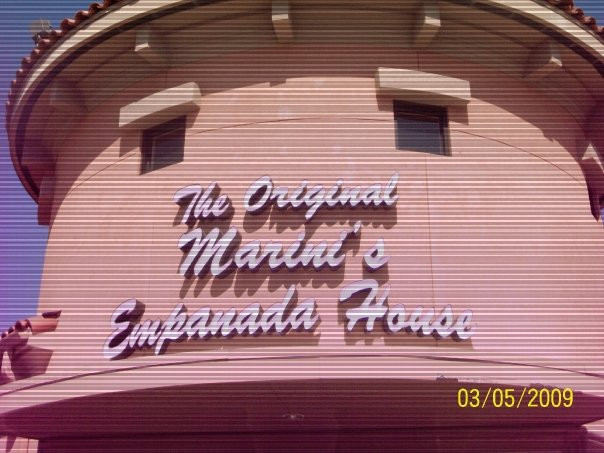 The Original
Marini's
Empanada House
03/05/2009